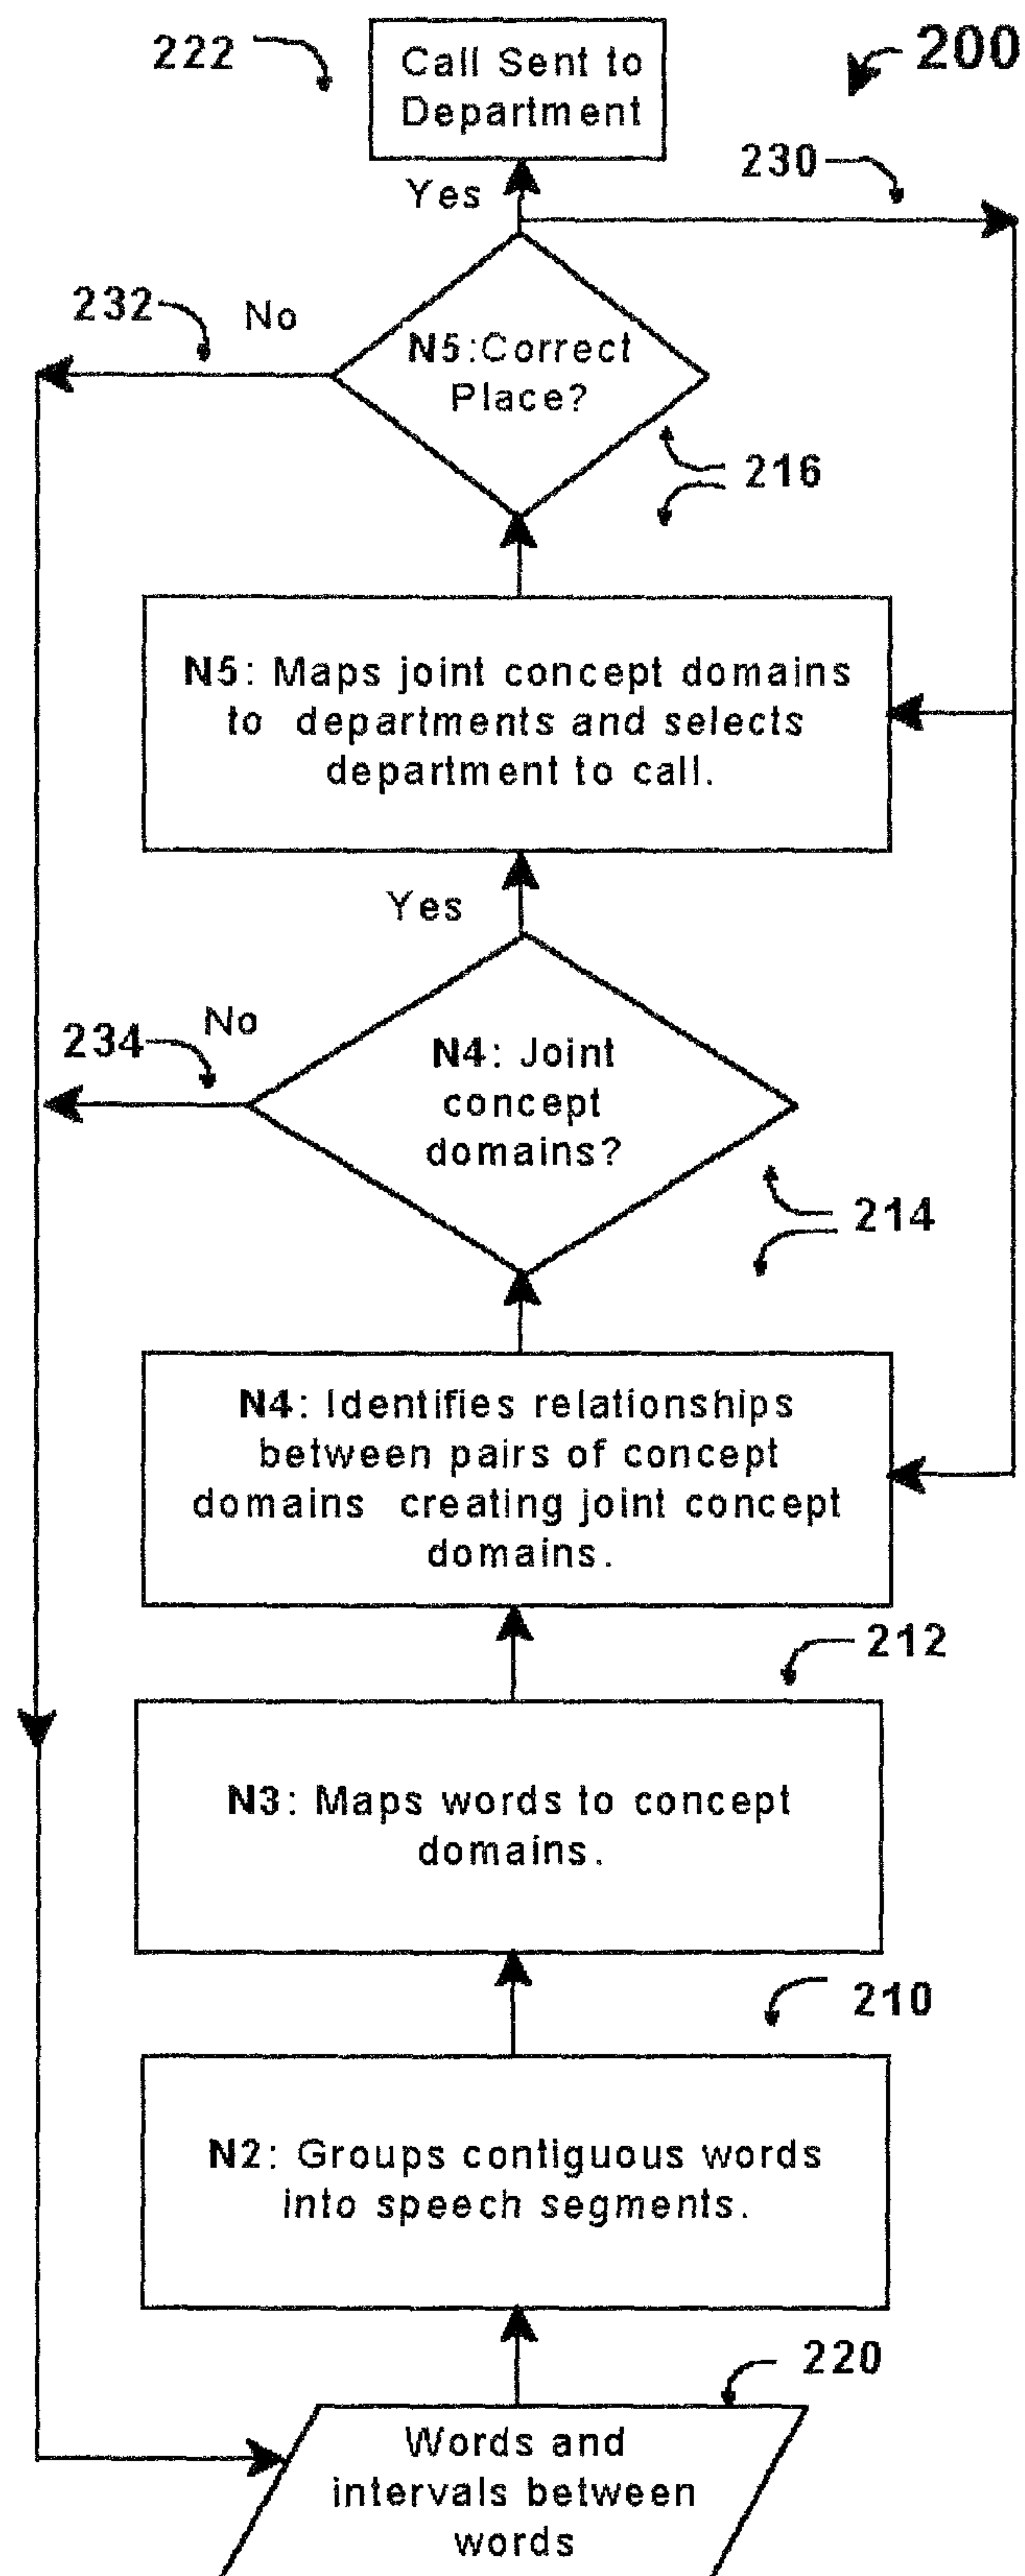 222
Call Sent to
Department
200
Yes
230
232
No
N5:Correct
Place?
216
N5: Maps joint concept domains
to departments and selects
department to call.
Yes
No
234
N4: Joint
concept
domains?
214
N4: Identifies relationships
between pairs of concept
domains creating joint concept
domains.
212
N3: Maps words to concept
domains.
210
N2: Groups contiguous words
into speech segments.
220
Words and
intervals between
words